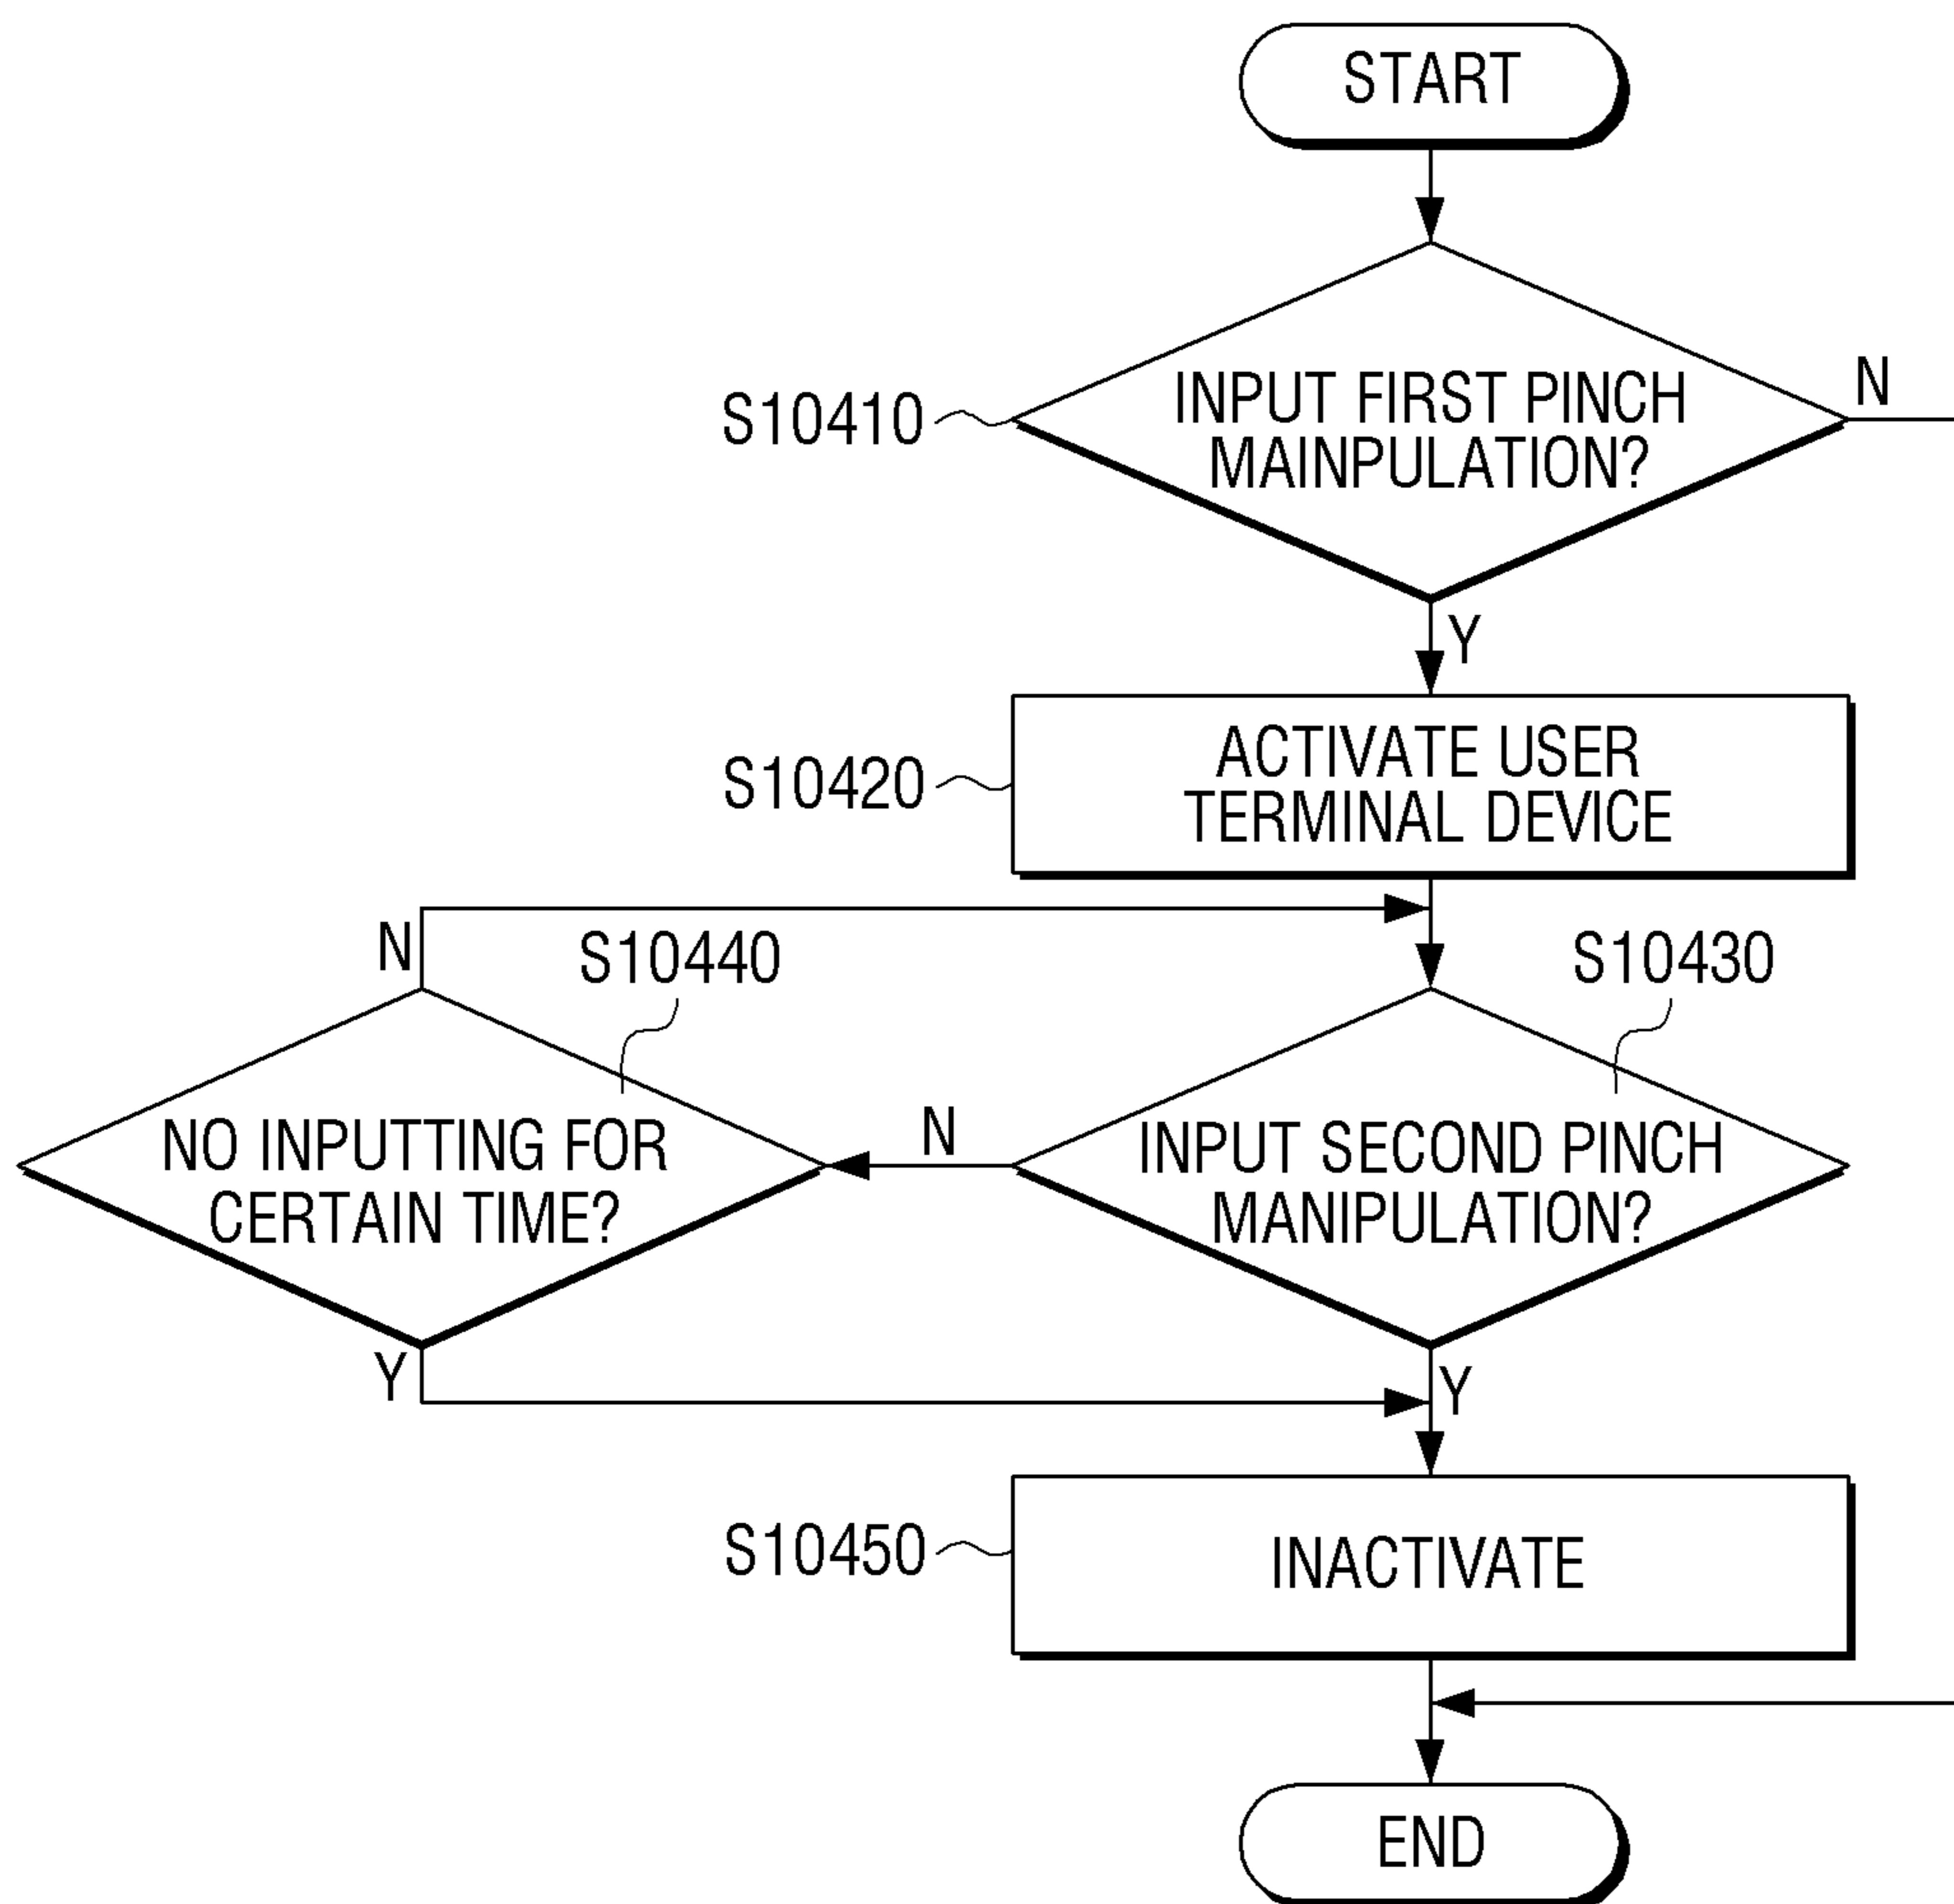 START
INPUT FIRST PINCH
MAINPULATION?
N
S10410
Y
ACTIVATE USER
TERMINAL DEVICE
S10420
N
S10440
S10430
NO INPUTTING FOR
CERTAIN TIME?
N
INPUT SECOND PINCH
MANIPULATION?
Y
Y
S10450
INACTIVATE
END